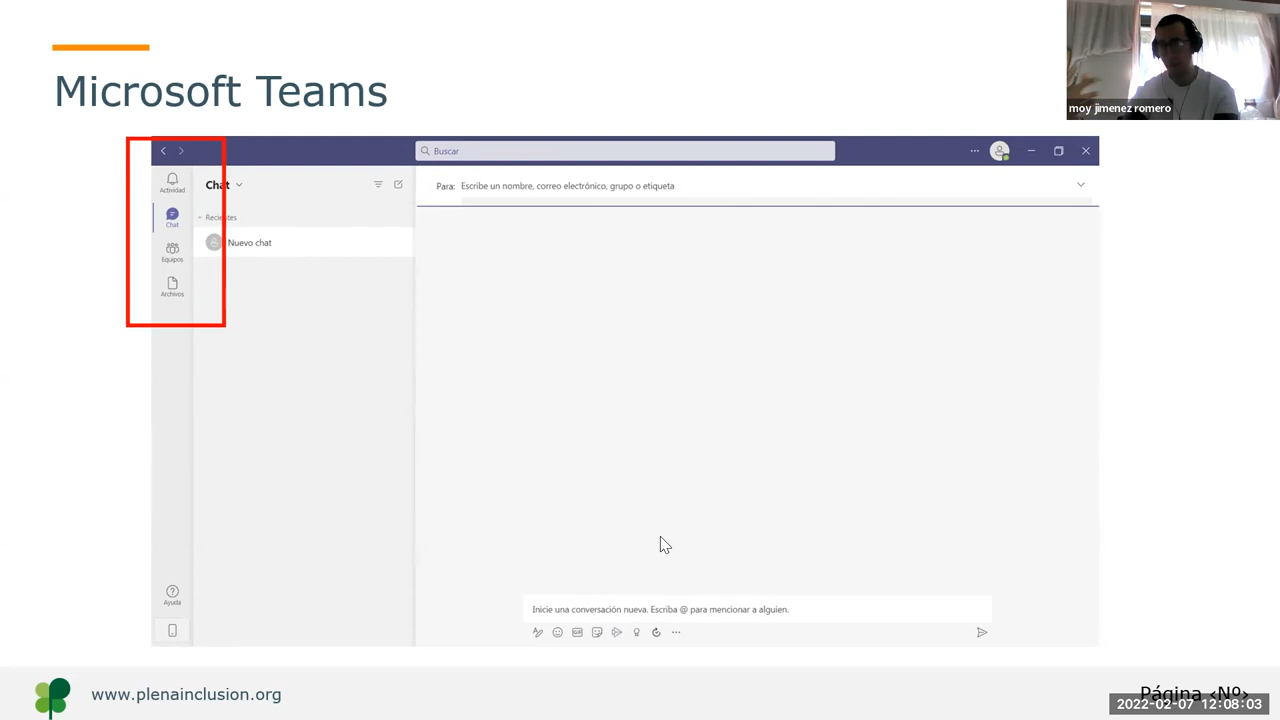 Microsoft Teams
moy jimenez romero
Buscar
Actividad
Chat
Para: Escribe un nombre, correo electrónico, grupo o etiqueta
Chat
Recientes
Nuevo chat
Equipos
Archivos
Ayuda
Inicie una conversación nueva. Escriba @ para mencionar a alguien.
GIF
www.plenainclusion.org
Página ‹Nº›
2022-02-07 12:08:03